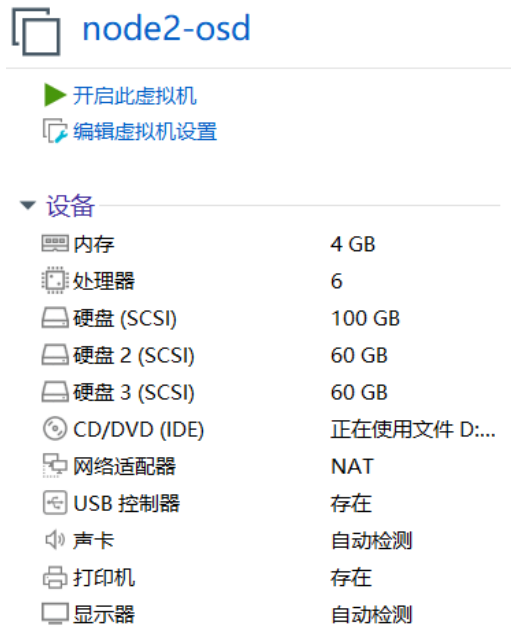 node2-osd
开启此虚拟机
编辑虚拟机设置
设备
内存 4 GB
处理器 6
硬盘 (SCSI) 100 GB
硬盘 2 (SCSI) 60 GB
硬盘 3 (SCSI) 60 GB
CD/DVD (IDE) 正在使用文件 D:...
网络适配器 NAT
USB 控制器 存在
声卡 自动检测
打印机 存在
显示器 自动检测